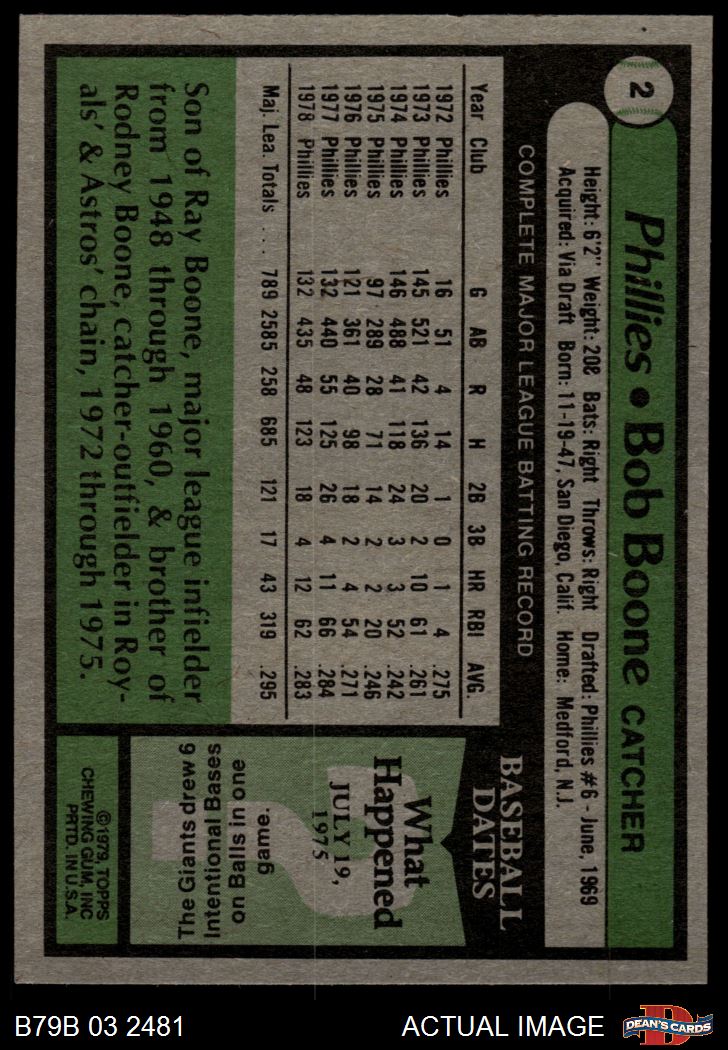 2
Phillies • Bob Boone CATCHER
Height: 6'2" Weight: 208 Bats: Right Throws: Right Drafted: Phillies #6 - June, 1969
Acquired: Via Draft Born: 11-19-47, San Diego, Calif. Home: Medford, N.J.
COMPLETE MAJOR LEAGUE BATTING RECORD
Year Club G AB R H 2B 3B HR RBI AVG.
1972 Phillies 16 51 4 14 1 0 1 4 .275
1973 Phillies 145 521 42 136 20 2 10 61 .261
1974 Phillies 146 488 41 118 24 3 3 52 .242
1975 Phillies 97 289 28 71 14 2 2 20 .246
1976 Phillies 121 361 40 98 18 2 4 54 .271
1977 Phillies 132 440 55 125 26 4 11 66 .284
1978 Phillies 132 435 48 123 18 4 12 62 .283
Maj. Lea. Totals .... 789 2585 258 685 121 17 43 319 .295
Son of Ray Boone, major league infielder
from 1948 through 1960, & brother of
Rodney Boone, catcher-outfielder in Roy-
als' & Astros' chain, 1972 through 1975.
BASEBALL
DATES
What
Happened
JULY 19,
1975
The Giants drew 6
Intentional Bases
on Balls in one
game.
©1979, TOPPS
CHEWING GUM, INC
PRTD. IN U.S.A.
B79B 03 2481
ACTUAL IMAGE
D
DEAN'S CARDS